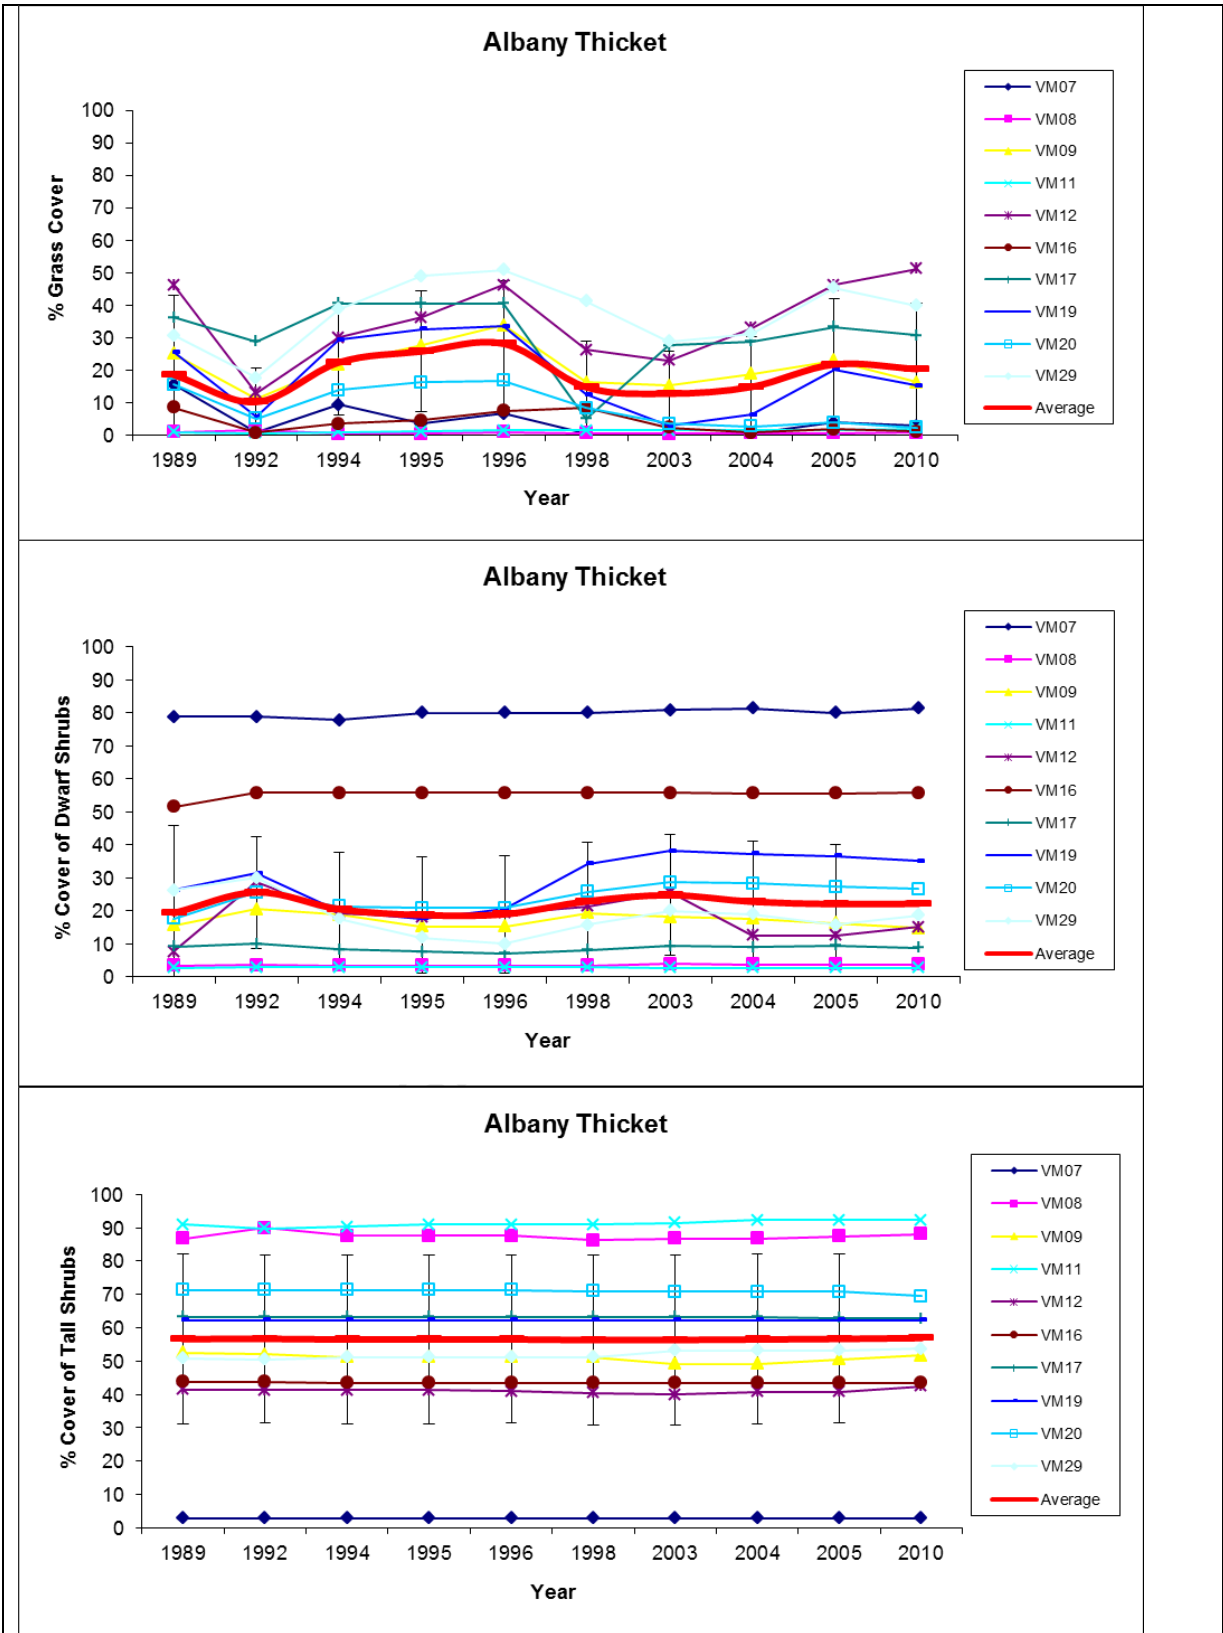 Albany Thicket
% Grass Cover
100
90
80
70
60
50
40
30
20
10
0
1989 1992 1994 1995 1996 1998 2003 2004 2005 2010
Year
VM07
VM08
VM09
VM11
VM12
VM16
VM17
VM19
VM20
VM29
Average
Albany Thicket
% Cover of Dwarf Shrubs
100
90
80
70
60
50
40
30
20
10
0
1989 1992 1994 1995 1996 1998 2003 2004 2005 2010
Year
VM07
VM08
VM09
VM11
VM12
VM16
VM17
VM19
VM20
VM29
Average
Albany Thicket
% Cover of Tall Shrubs
100
90
80
70
60
50
40
30
20
10
0
1989 1992 1994 1995 1996 1998 2003 2004 2005 2010
Year
VM07
VM08
VM09
VM11
VM12
VM16
VM17
VM19
VM20
VM29
Average